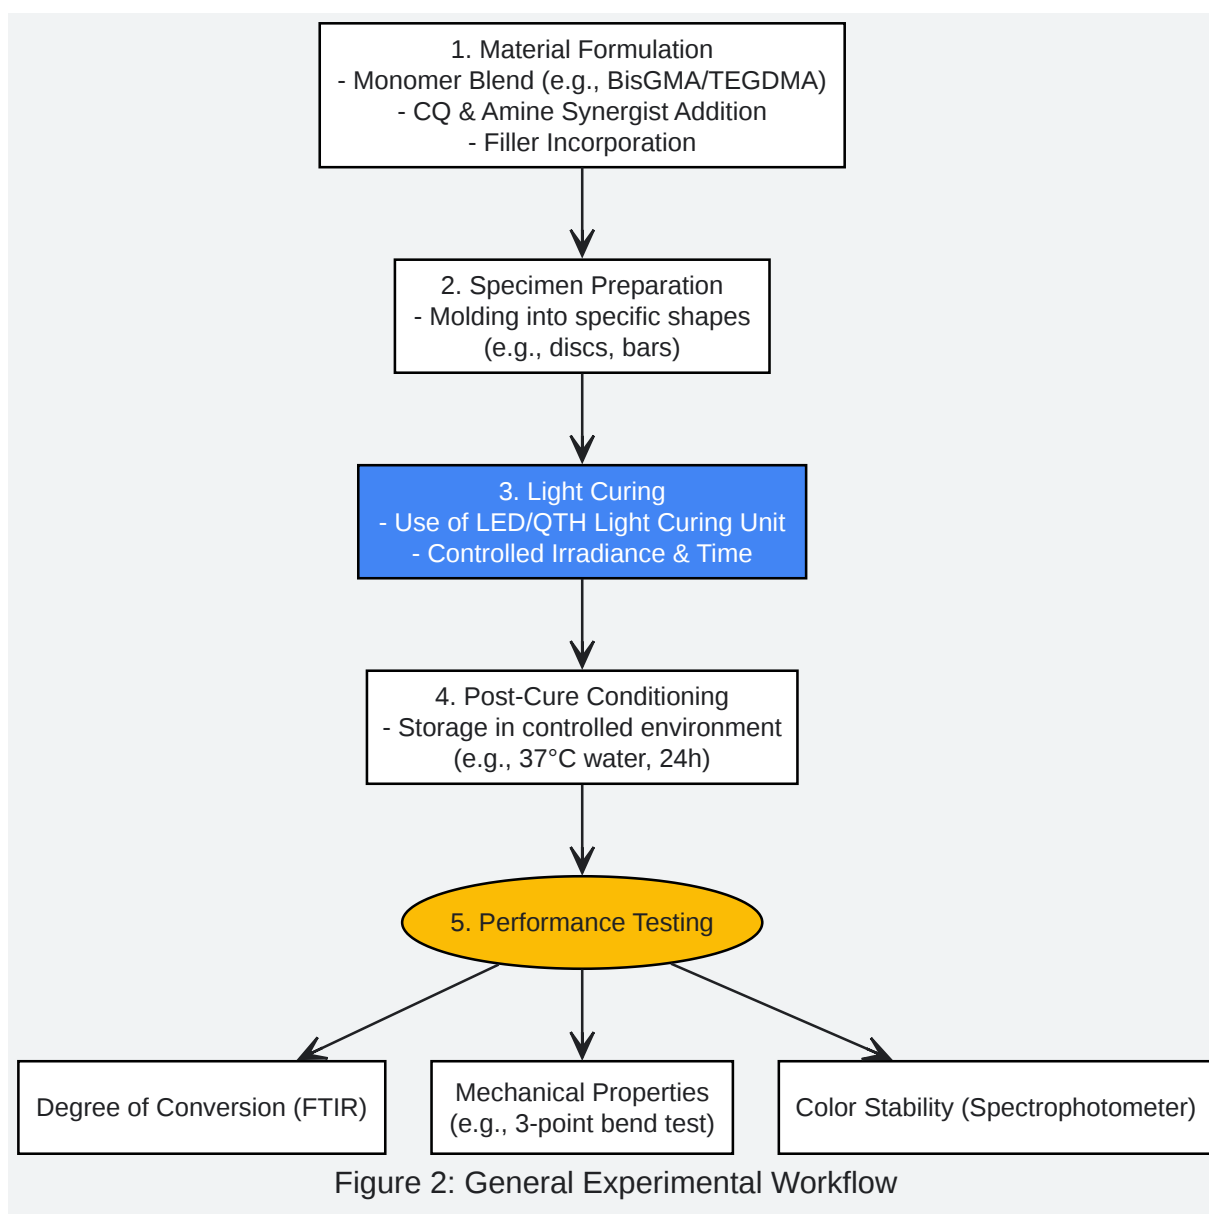 1. Material Formulation
- Monomer Blend (e.g., BisGMA/TEGDMA)
- CQ & Amine Synergist Addition
- Filler Incorporation
2. Specimen Preparation
- Molding into specific shapes
(e.g., discs, bars)
3. Light Curing
- Use of LED/QTH Light Curing Unit
- Controlled Irradiance & Time
4. Post-Cure Conditioning
- Storage in controlled environment
(e.g., 37°C water, 24h)
5. Performance Testing
Degree of Conversion (FTIR)
Mechanical Properties
(e.g., 3-point bend test)
Color Stability (Spectrophotometer)
Figure 2: General Experimental Workflow